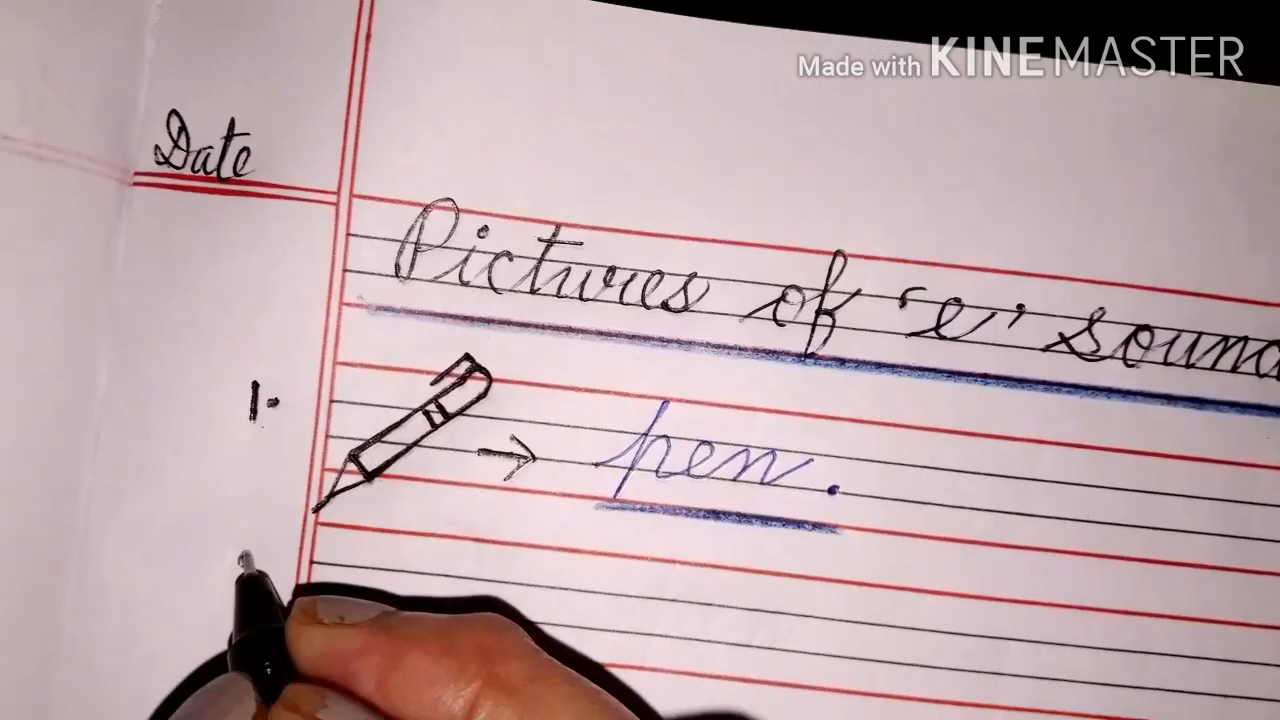 Made with KINEMASTER
Date
Pictures of 'e' sound
1.
→ pen.